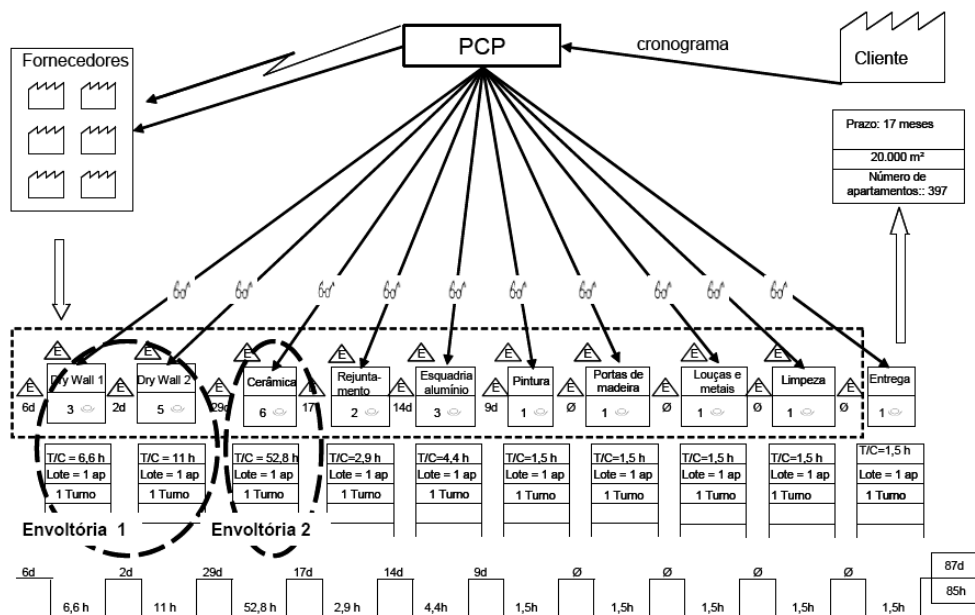 PCP
cronograma
Fornecedores
Cliente
Prazo: 17 meses
20.000 m²
Número de
apartamentos:: 397
E E E E E E E E E
Dry Wall 1
Dry Wall 2
Cerâmica
Rejunta-
mento
Esquadria
alumínio
Pintura
Portas de
madeira
Louças e
metais
Limpeza
Entrega
E E E E E E E E E E
6d 2d 29d 17 14d 9d Ø Ø Ø Ø
3 5 6 2 3 1 1 1 1 1
T/C = 6,6 h T/C = 11 h T/C = 52,8 h T/C=2,9 h T/C=4,4 h T/C=1,5 h T/C=1,5 h T/C=1,5 h T/C=1,5 h T/C=1,5 h
Lote = 1 ap Lote = 1 ap Lote = 1 ap Lote = 1 ap Lote = 1 ap Lote = 1 ap Lote = 1 ap Lote = 1 ap Lote = 1 ap Lote = 1 ap
1 Turno 1 Turno 1 Turno 1 Turno 1 Turno 1 Turno 1 Turno 1 Turno 1 Turno 1 Turno
Envoltória 1 Envoltória 2
6d 2d 29d 17d 14d 9d Ø Ø Ø Ø 87d
6,6 h 11 h 52,8 h 2,9 h 4,4h 1,5h 1,5h 1,5h 1,5h 1,5h 85h